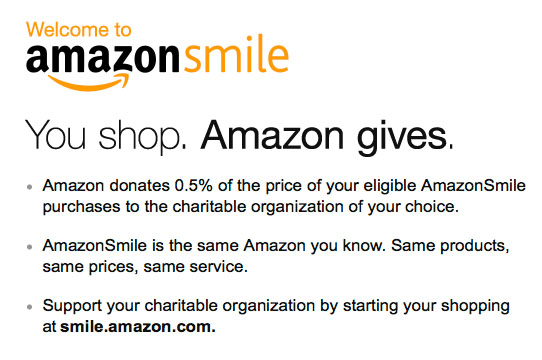 Welcome to
amazonsmile
You shop. Amazon gives.
• Amazon donates 0.5% of the price of your eligible AmazonSmile
purchases to the charitable organization of your choice.
• AmazonSmile is the same Amazon you know. Same products,
same prices, same service.
• Support your charitable organization by starting your shopping
at smile.amazon.com.